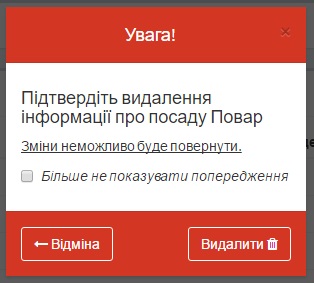 Увага!
×
Підтвердіть видалення
інформації про посаду Повар
Зміни неможливо буде повернути.
Більше не показувати попередження
← Відміна
Видалити